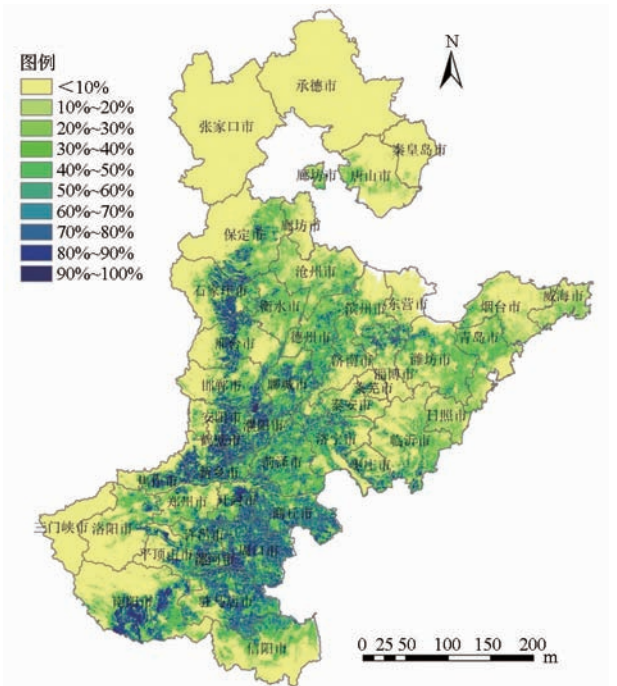 N
图例
<10%
10%~20%
20%~30%
30%~40%
40%~50%
50%~60%
60%~70%
70%~80%
80%~90%
90%~100%
承德市
张家口市
秦皇岛市
廊坊市
唐山市
廊坊市
保定市
沧州市
石家庄市
衡水市
滨州市
东营市
烟台市
威海市
德州市
青岛市
邢台市
济南市
潍坊市
淄博市
邯郸市
聊城市
莱芜市
泰安市
安阳市
濮阳市
日照市
鹤壁市
济宁市
临沂市
新乡市
菏泽市
枣庄市
焦作市
郑州市
开封市
商丘市
三门峡市
洛阳市
许昌市
平顶山市
漯河市
周口市
南阳市
驻马店市
信阳市
0 25 50 100 150 200
m